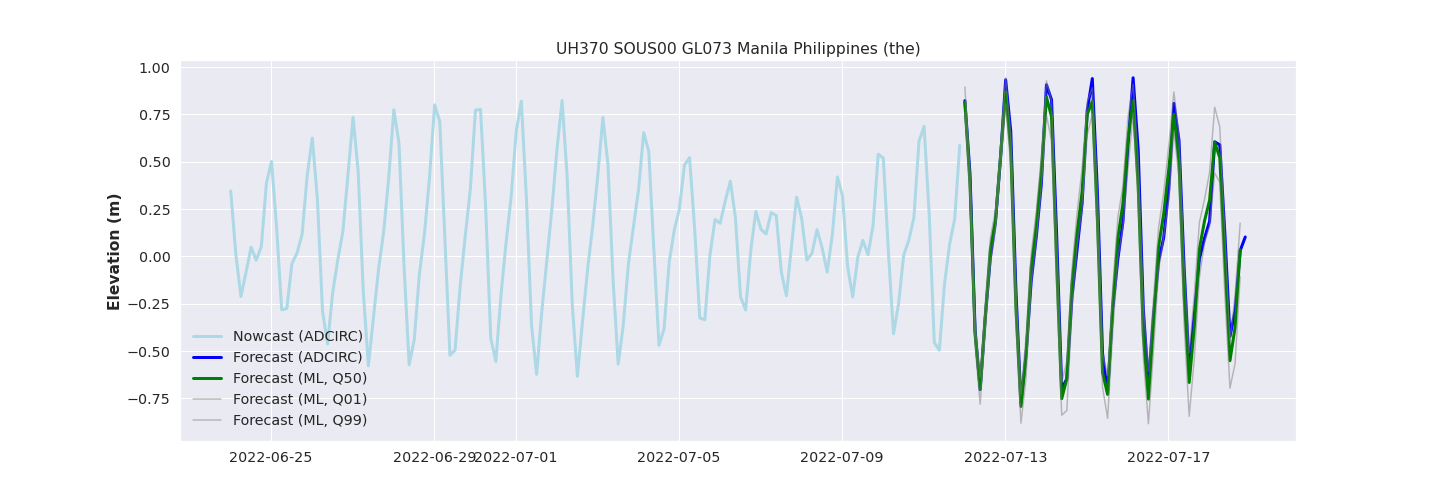 UH370 SOUS00 GL073 Manila Philippines (the)
Elevation (m)
1.00
0.75
0.50
0.25
0.00
−0.25
−0.50
−0.75
Nowcast (ADCIRC)
Forecast (ADCIRC)
Forecast (ML, Q50)
Forecast (ML, Q01)
Forecast (ML, Q99)
2022-06-25 2022-06-29 2022-07-01 2022-07-05 2022-07-09 2022-07-13 2022-07-17